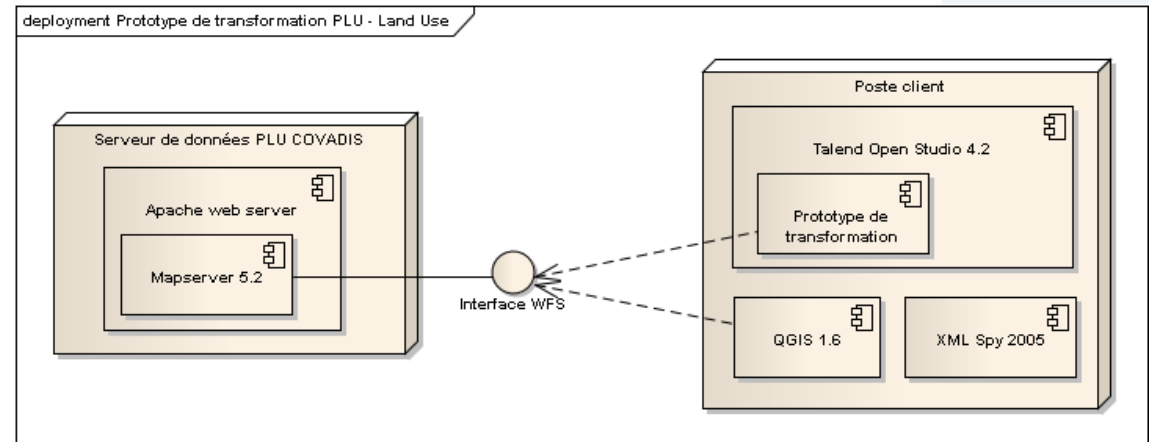 deployment Prototype de transformation PLU - Land Use
Serveur de données PLU COVADIS
Apache web server
Mapserver 5.2
Interface WFS
Poste client
Talend Open Studio 4.2
Prototype de
transformation
QGIS 1.6
XML Spy 2005